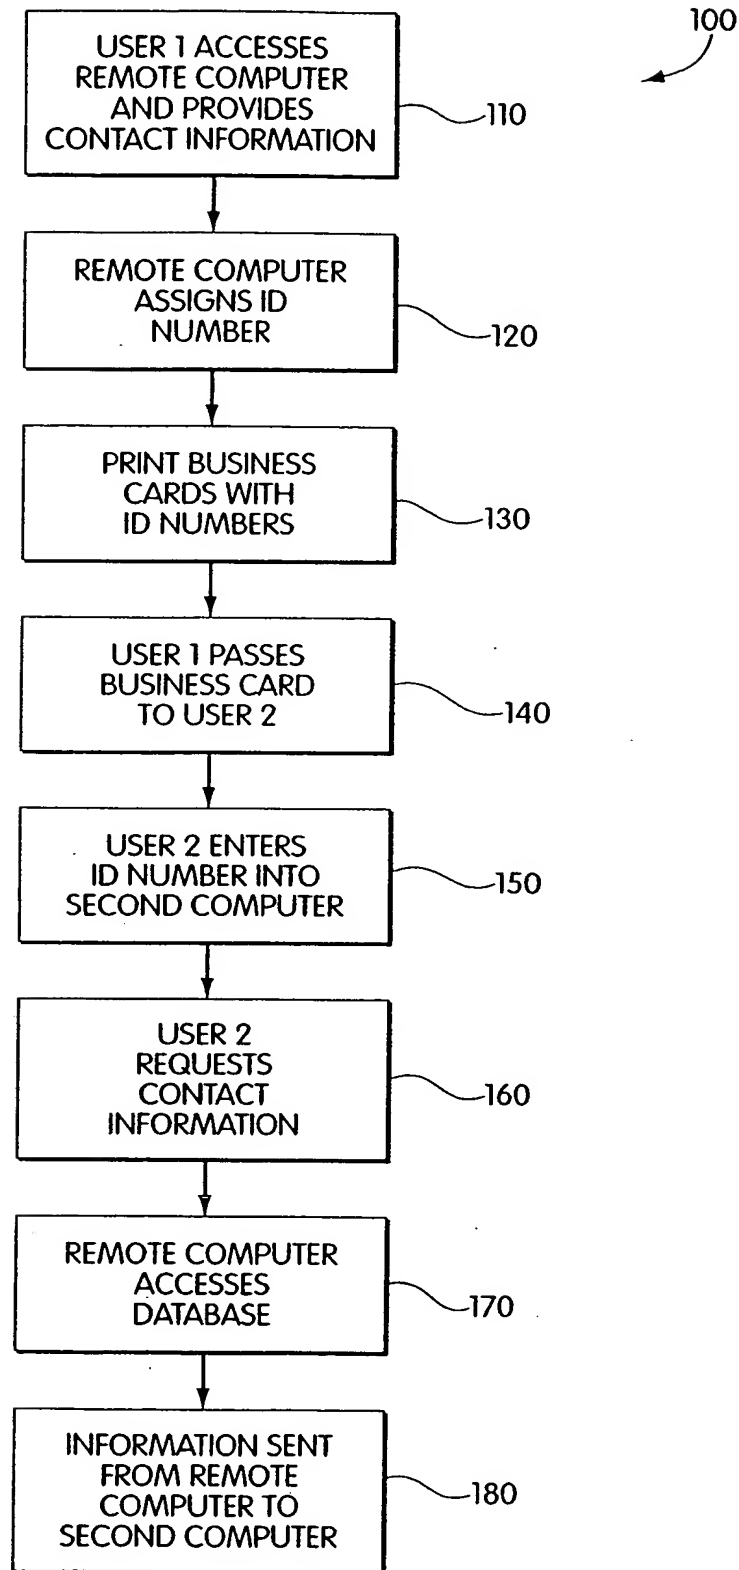 100
USER 1 ACCESSES
REMOTE COMPUTER
AND PROVIDES
CONTACT INFORMATION
110
REMOTE COMPUTER
ASSIGNS ID
NUMBER
120
PRINT BUSINESS
CARDS WITH
ID NUMBERS
130
USER 1 PASSES
BUSINESS CARD
TO USER 2
140
USER 2 ENTERS
ID NUMBER INTO
SECOND COMPUTER
150
USER 2
REQUESTS
CONTACT
INFORMATION
160
REMOTE COMPUTER
ACCESSES
DATABASE
170
INFORMATION SENT
FROM REMOTE
COMPUTER TO
SECOND COMPUTER
180